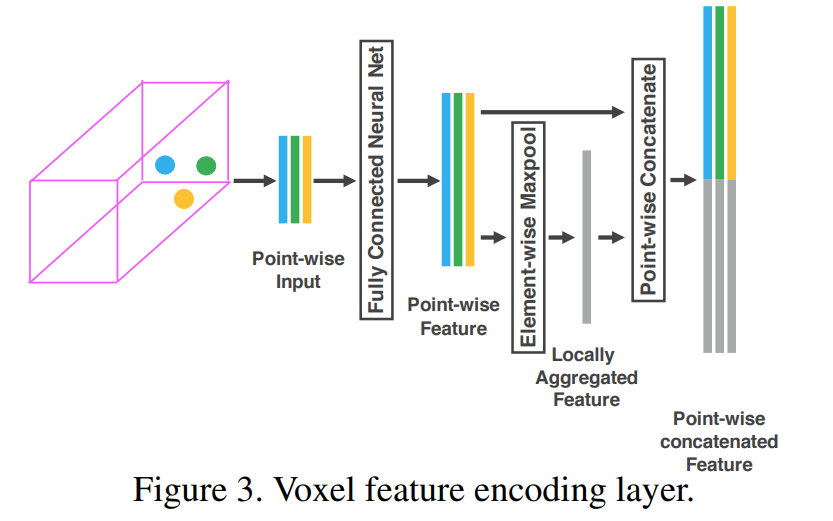 Point-wise
Input
Fully Connected Neural Net
Point-wise
Feature
Element-wise Maxpool
Locally
Aggregated
Feature
Point-wise Concatenate
Point-wise
concatenated
Feature
Figure 3. Voxel feature encoding layer.